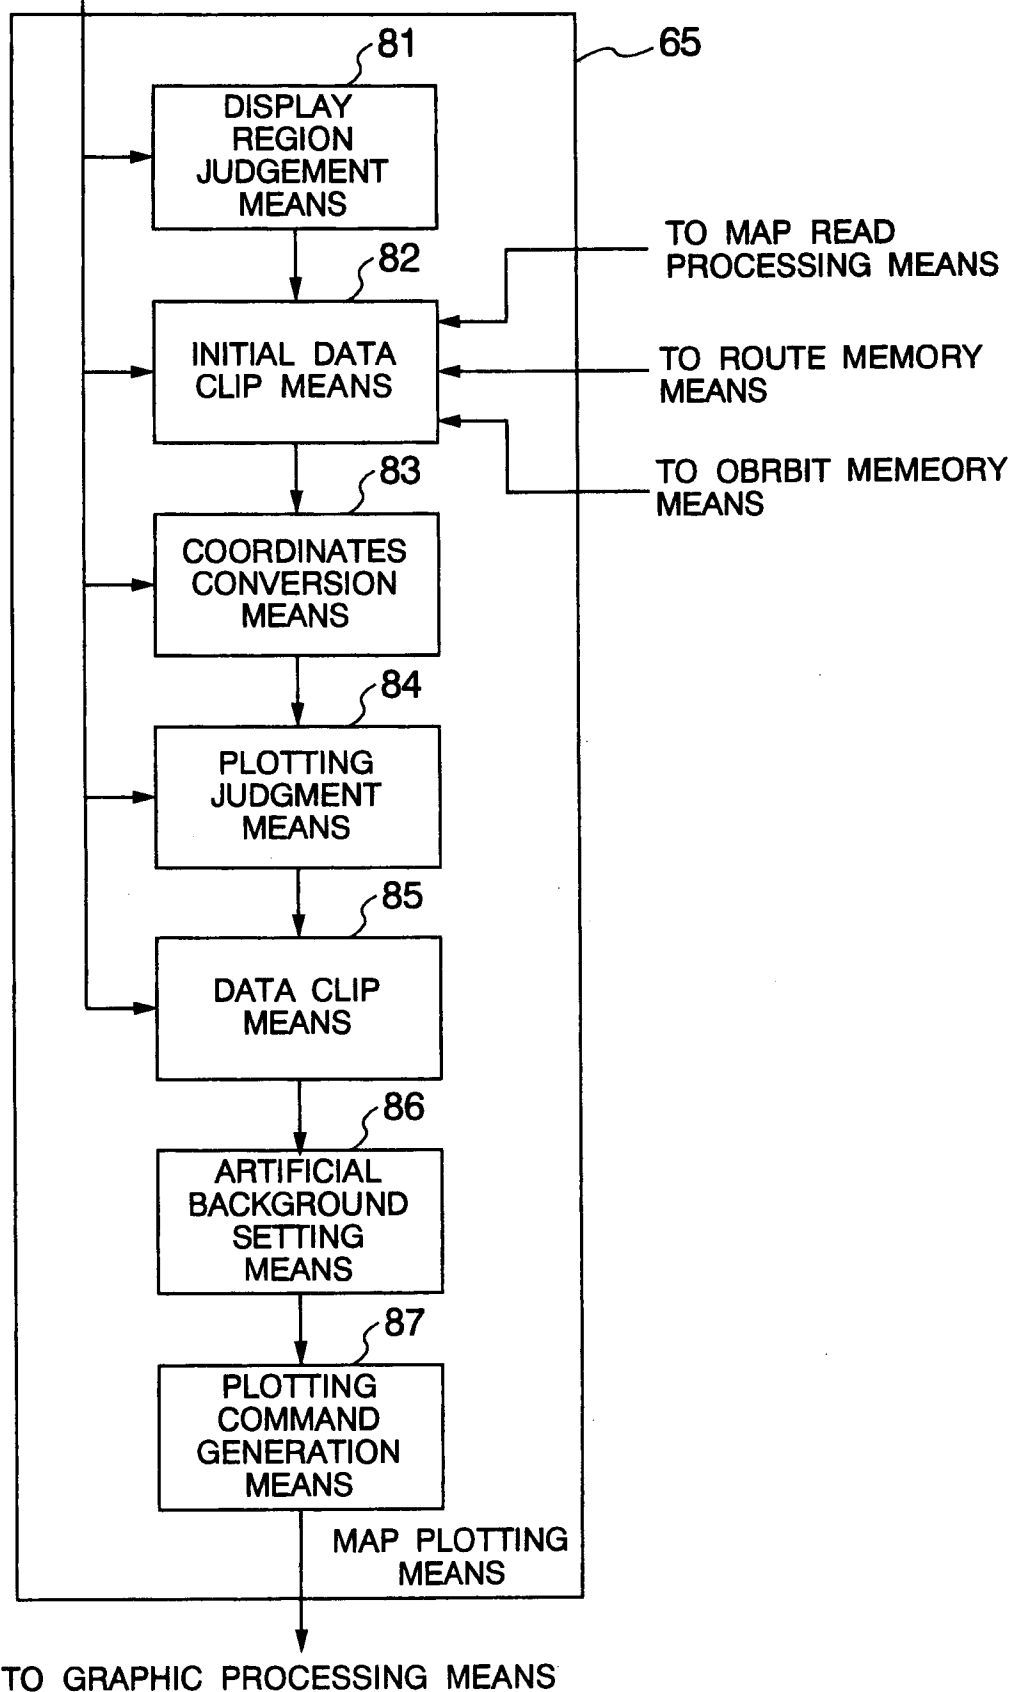 81
65
DISPLAY
REGION
JUDGEMENT
MEANS
TO MAP READ
PROCESSING MEANS
82
INITIAL DATA
CLIP MEANS
TO ROUTE MEMORY
MEANS
TO OBRBIT MEMEORY
MEANS
83
COORDINATES
CONVERSION
MEANS
84
PLOTTING
JUDGMENT
MEANS
85
DATA CLIP
MEANS
86
ARTIFICIAL
BACKGROUND
SETTING
MEANS
87
PLOTTING
COMMAND
GENERATION
MEANS
MAP PLOTTING
MEANS
TO GRAPHIC PROCESSING MEANS